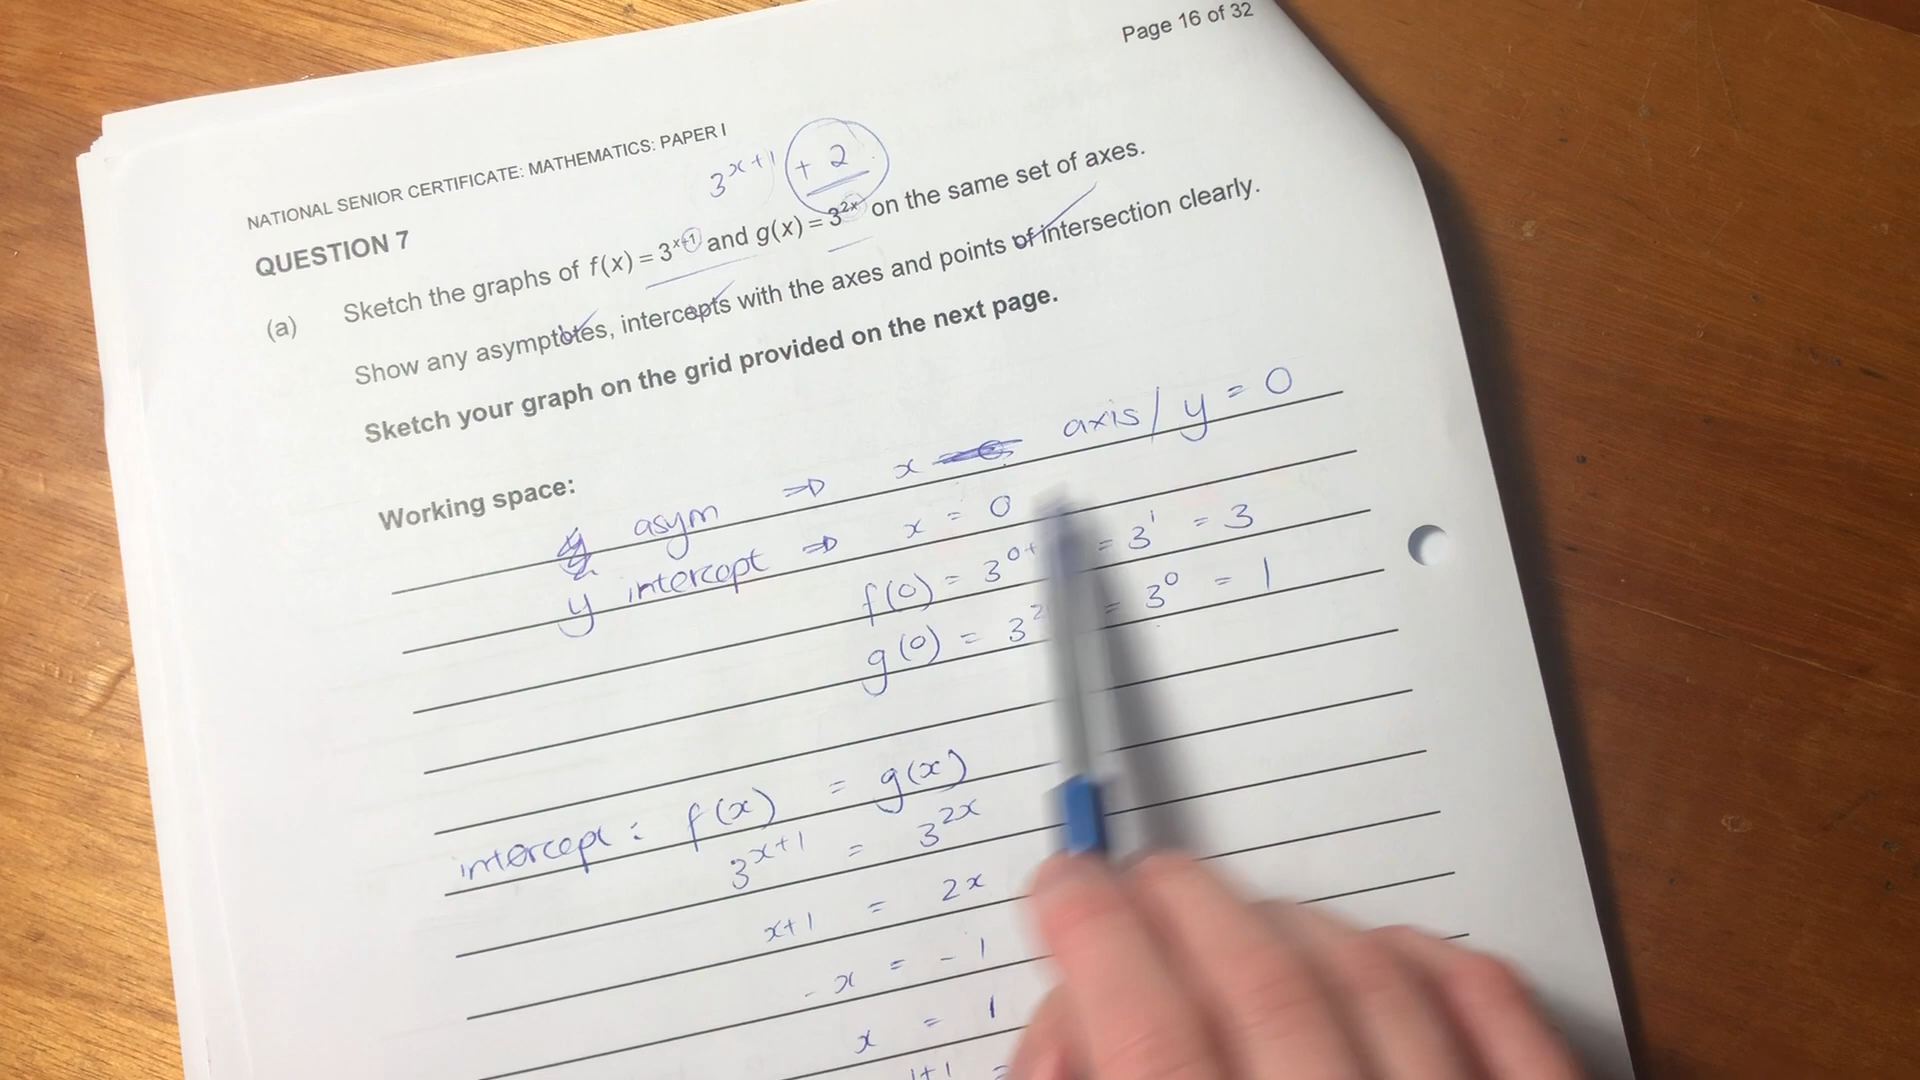 Page 16 of 32
NATIONAL SENIOR CERTIFICATE: MATHEMATICS: PAPER I
3^{x+1} + 2
QUESTION 7
(a) Sketch the graphs of f(x) = 3^{x+1} and g(x) = 3^{2x} on the same set of axes.
Show any asymptotes, intercepts with the axes and points of intersection clearly.
Sketch your graph on the grid provided on the next page.
Working space:
asym ⇒ x axis / y = 0
y intercept ⇒ x = 0
f(0) = 3^{0+ = 3^1 = 3
g(0) = 3^{2 = 3^0 = 1
intercept: f(x) = g(x)
3^{x+1} = 3^{2x}
x+1 = 2x
-x = -1
x = 1
1+1 =